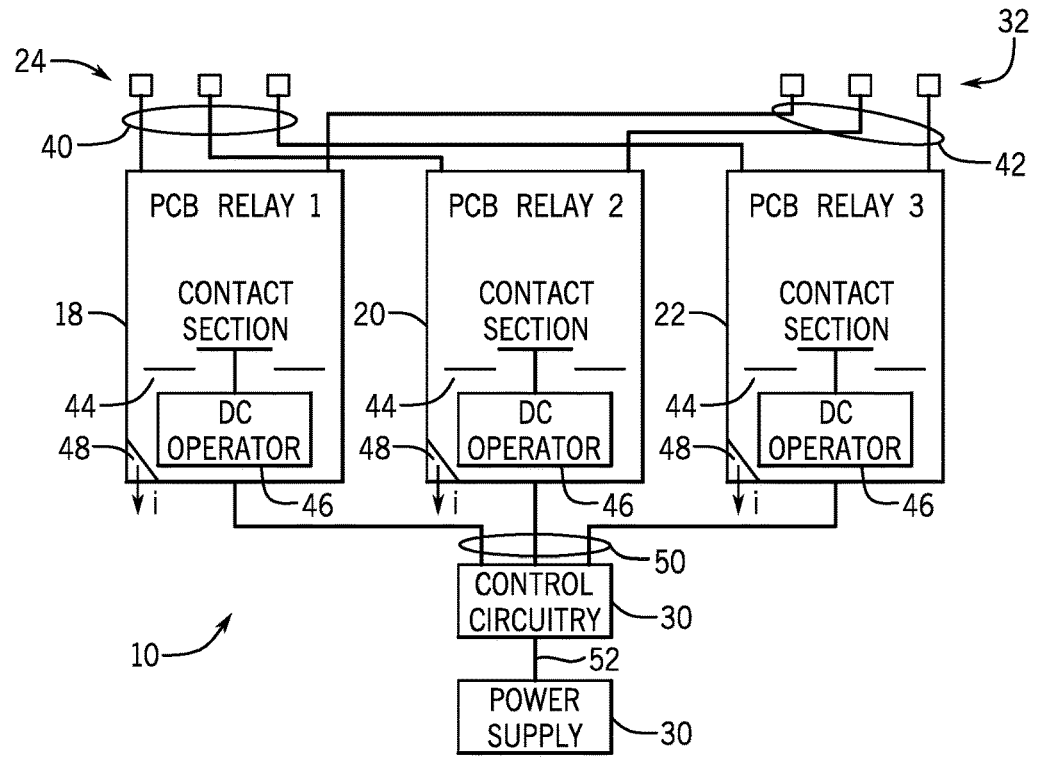 24
32
40
42
PCB RELAY 1
PCB RELAY 2
PCB RELAY 3
18
CONTACT
SECTION
20
CONTACT
SECTION
22
CONTACT
SECTION
44
DC
OPERATOR
44
DC
OPERATOR
44
DC
OPERATOR
48
i
46
48
i
46
48
i
46
50
CONTROL
CIRCUITRY
30
10
52
POWER
SUPPLY
30